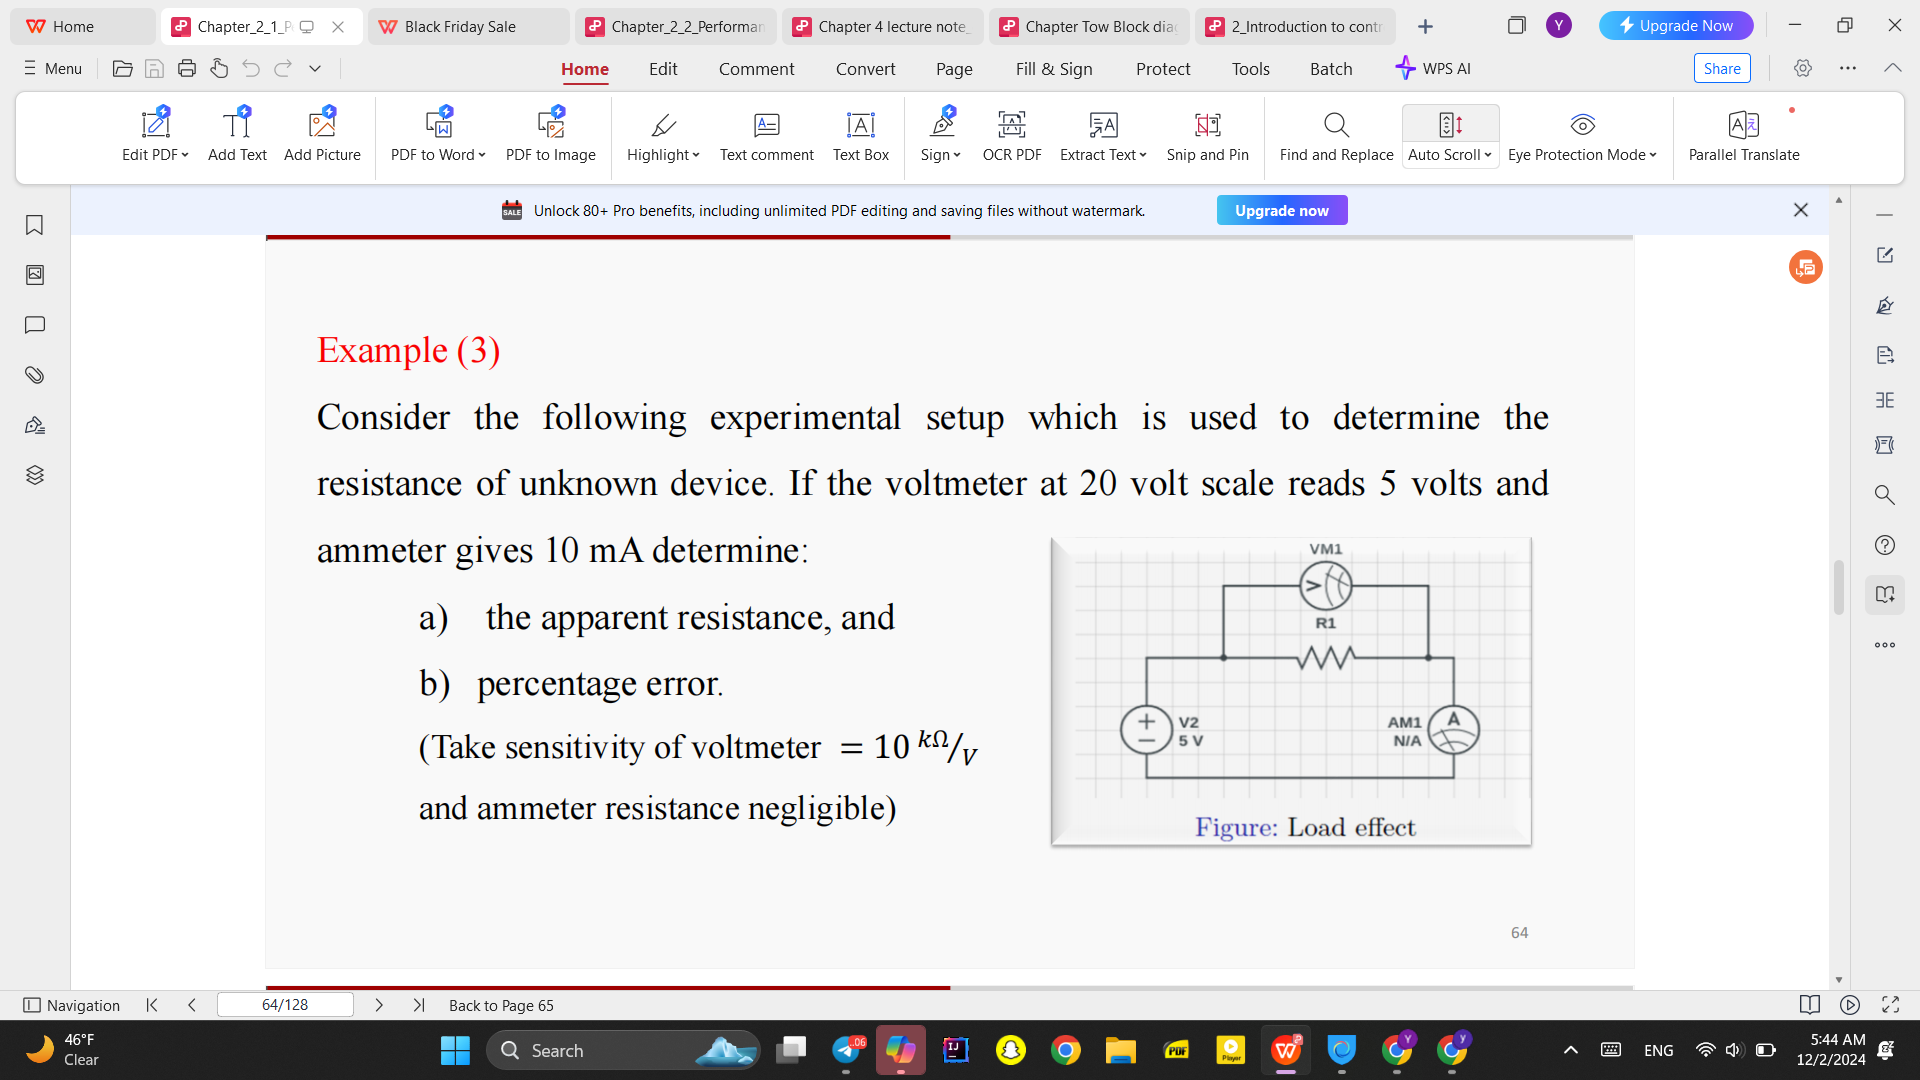 Home
Chapter_2_1_P
Black Friday Sale
Chapter_2_2_Performan
Chapter 4 lecture note_
Chapter Tow Block dia
2_Introduction to contr
Y
Upgrade Now
Menu
Home
Edit
Comment
Convert
Page
Fill & Sign
Protect
Tools
Batch
WPS AI
Share
Edit PDF
Add Text
Add Picture
PDF to Word
PDF to Image
Highlight
Text comment
Text Box
Sign
OCR PDF
Extract Text
Snip and Pin
Find and Replace
Auto Scroll
Eye Protection Mode
Parallel Translate
SALE
Unlock 80+ Pro benefits, including unlimited PDF editing and saving files without watermark.
Upgrade now
Example (3)
Consider the following experimental setup which is used to determine the
resistance of unknown device. If the voltmeter at 20 volt scale reads 5 volts and
ammeter gives 10 mA determine:
a) the apparent resistance, and
b) percentage error.
(Take sensitivity of voltmeter = 10 kΩ/V
and ammeter resistance negligible)
VM1
V
R1
V2
5 V
AM1
N/A
A
Figure: Load effect
64
Navigation
64/128
Back to Page 65
46°F
Clear
Search
.06
IJ
PDF
Player
Y
y
ENG
5:44 AM
12/2/2024